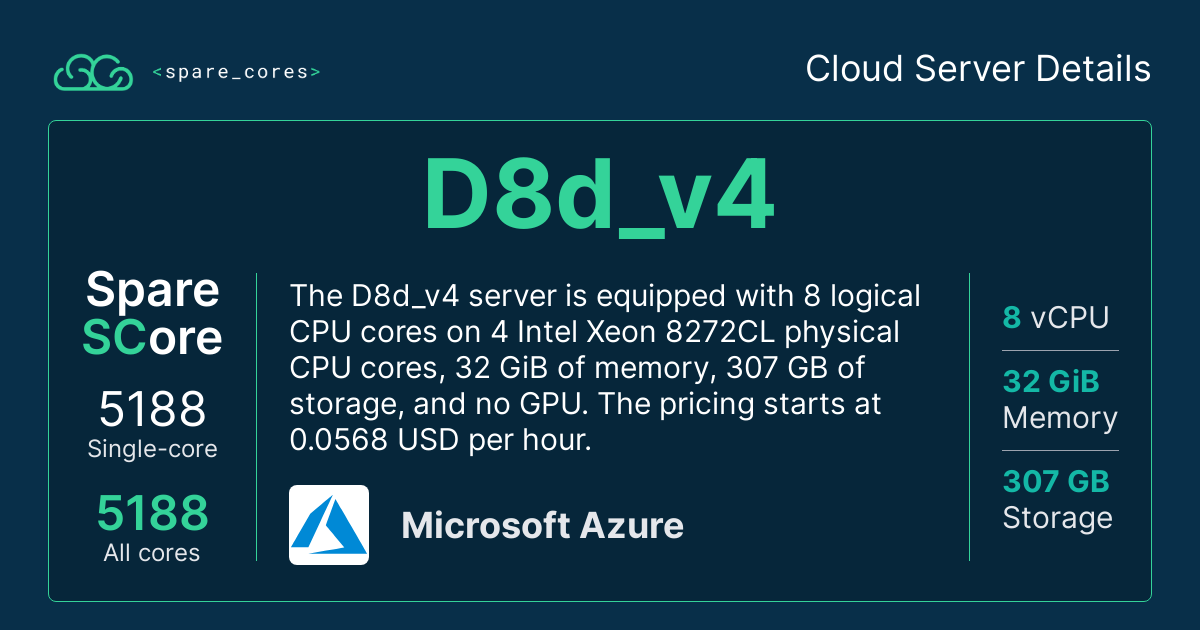 <spare_cores>
Cloud Server Details
D8d_v4
Spare
SCore
5188
Single-core
5188
All cores
The D8d_v4 server is equipped with 8 logical
CPU cores on 4 Intel Xeon 8272CL physical
CPU cores, 32 GiB of memory, 307 GB of
storage, and no GPU. The pricing starts at
0.0568 USD per hour.
Microsoft Azure
8 vCPU
32 GiB
Memory
307 GB
Storage